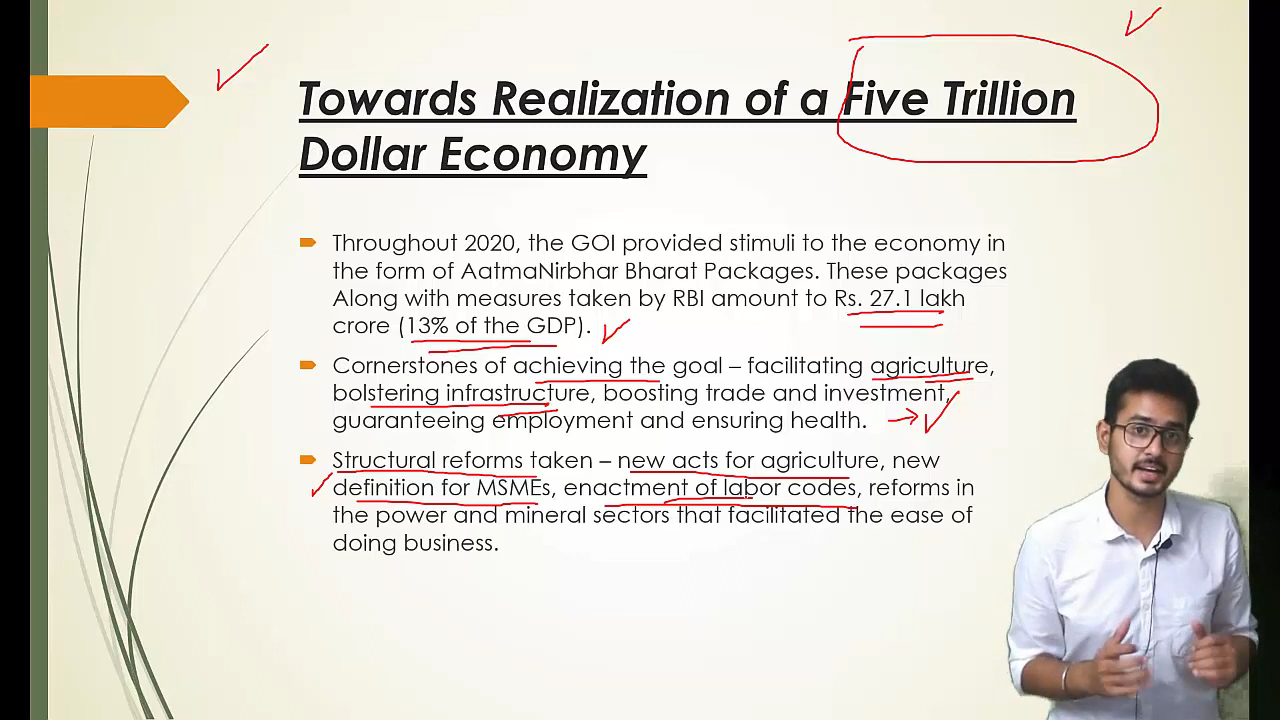 Towards Realization of a Five Trillion
Dollar Economy
Throughout 2020, the GOI provided stimuli to the economy in
the form of AatmaNirbhar Bharat Packages. These packages
Along with measures taken by RBI amount to Rs. 27.1 lakh
crore (13% of the GDP).
Cornerstones of achieving the goal – facilitating agriculture,
bolstering infrastructure, boosting trade and investment,
guaranteeing employment and ensuring health.
Structural reforms taken – new acts for agriculture, new
definition for MSMEs, enactment of labor codes, reforms in
the power and mineral sectors that facilitated the ease of
doing business.